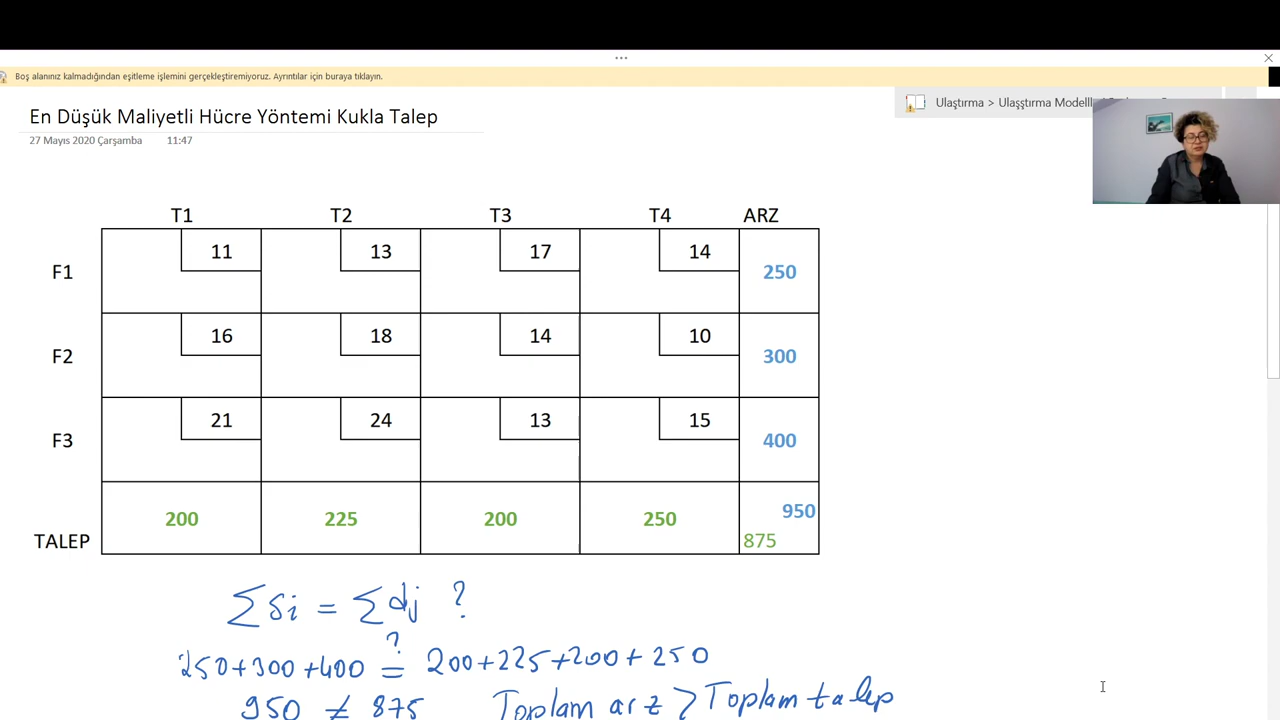 Boş alanınız kalmadığından eşitleme işlemini gerçekleştiremiyoruz. Ayrıntılar için buraya tıklayın.
Ulaştırma > Ulaşştırma Modelll
En Düşük Maliyetli Hücre Yöntemi Kukla Talep
27 Mayıs 2020 Çarşamba 11:47
T1 T2 T3 T4 ARZ
F1 11 13 17 14 250
F2 16 18 14 10 300
F3 21 24 13 15 400
TALEP 200 225 200 250 950
875
∑si = ∑dj ?
250+300+400 =? 200+225+200+250
950 ≠ 875 Toplam arz > Toplam talep